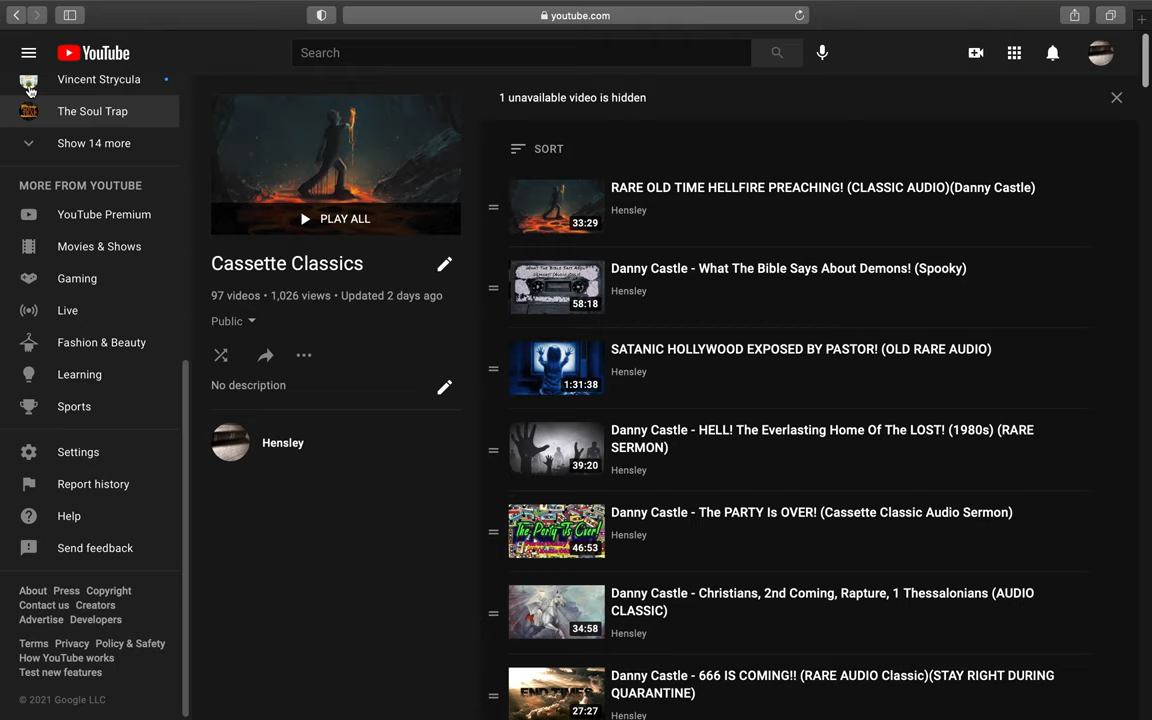 youtube.com
YouTube
Search
Vincent Strycula
The Soul Trap
Show 14 more
MORE FROM YOUTUBE
YouTube Premium
Movies & Shows
Gaming
Live
Fashion & Beauty
Learning
Sports
Settings
Report history
Help
Send feedback
About Press Copyright
Contact us Creators
Advertise Developers
Terms Privacy Policy & Safety
How YouTube works
Test new features
© 2021 Google LLC
PLAY ALL
Cassette Classics
97 videos • 1,026 views • Updated 2 days ago
Public
No description
Hensley
1 unavailable video is hidden
SORT
33:29
RARE OLD TIME HELLFIRE PREACHING! (CLASSIC AUDIO)(Danny Castle)
Hensley
58:18
Danny Castle - What The Bible Says About Demons! (Spooky)
Hensley
1:31:38
SATANIC HOLLYWOOD EXPOSED BY PASTOR! (OLD RARE AUDIO)
Hensley
39:20
Danny Castle - HELL! The Everlasting Home Of The LOST! (1980s) (RARE
SERMON)
Hensley
The Party Is Over!
46:53
Danny Castle - The PARTY Is OVER! (Cassette Classic Audio Sermon)
Hensley
34:58
Danny Castle - Christians, 2nd Coming, Rapture, 1 Thessalonians (AUDIO
CLASSIC)
Hensley
END TIMES
27:27
Danny Castle - 666 IS COMING!! (RARE AUDIO Classic)(STAY RIGHT DURING
QUARANTINE)
Hensley